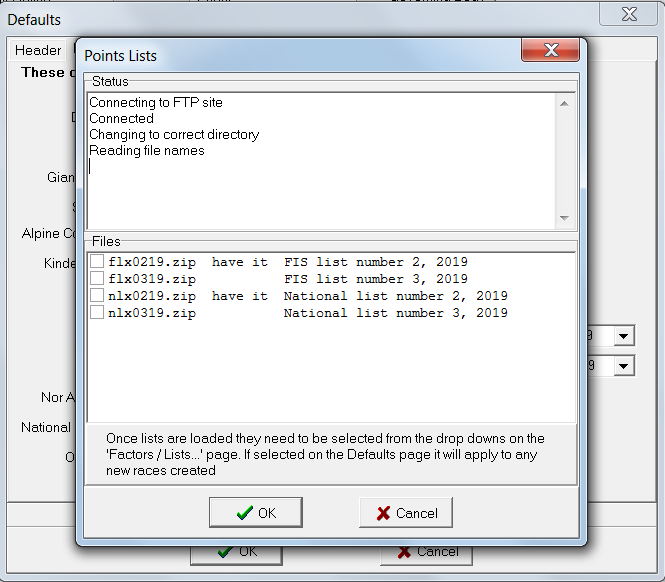 Defaults
Header
These
Points Lists
Status
Connecting to FTP site
Connected
Changing to correct directory
Reading file names
Gian
Alpine Co
Kinde
Files
flx0219.zip have it FIS list number 2, 2019
flx0319.zip FIS list number 3, 2019
nlx0219.zip have it National list number 2, 2019
nlx0319.zip National list number 3, 2019
9
Nor A
National
O
Once lists are loaded they need to be selected from the drop downs on the
'Factors / Lists...' page. If selected on the Defaults page it will apply to any
new races created
OK Cancel
OK Cancel